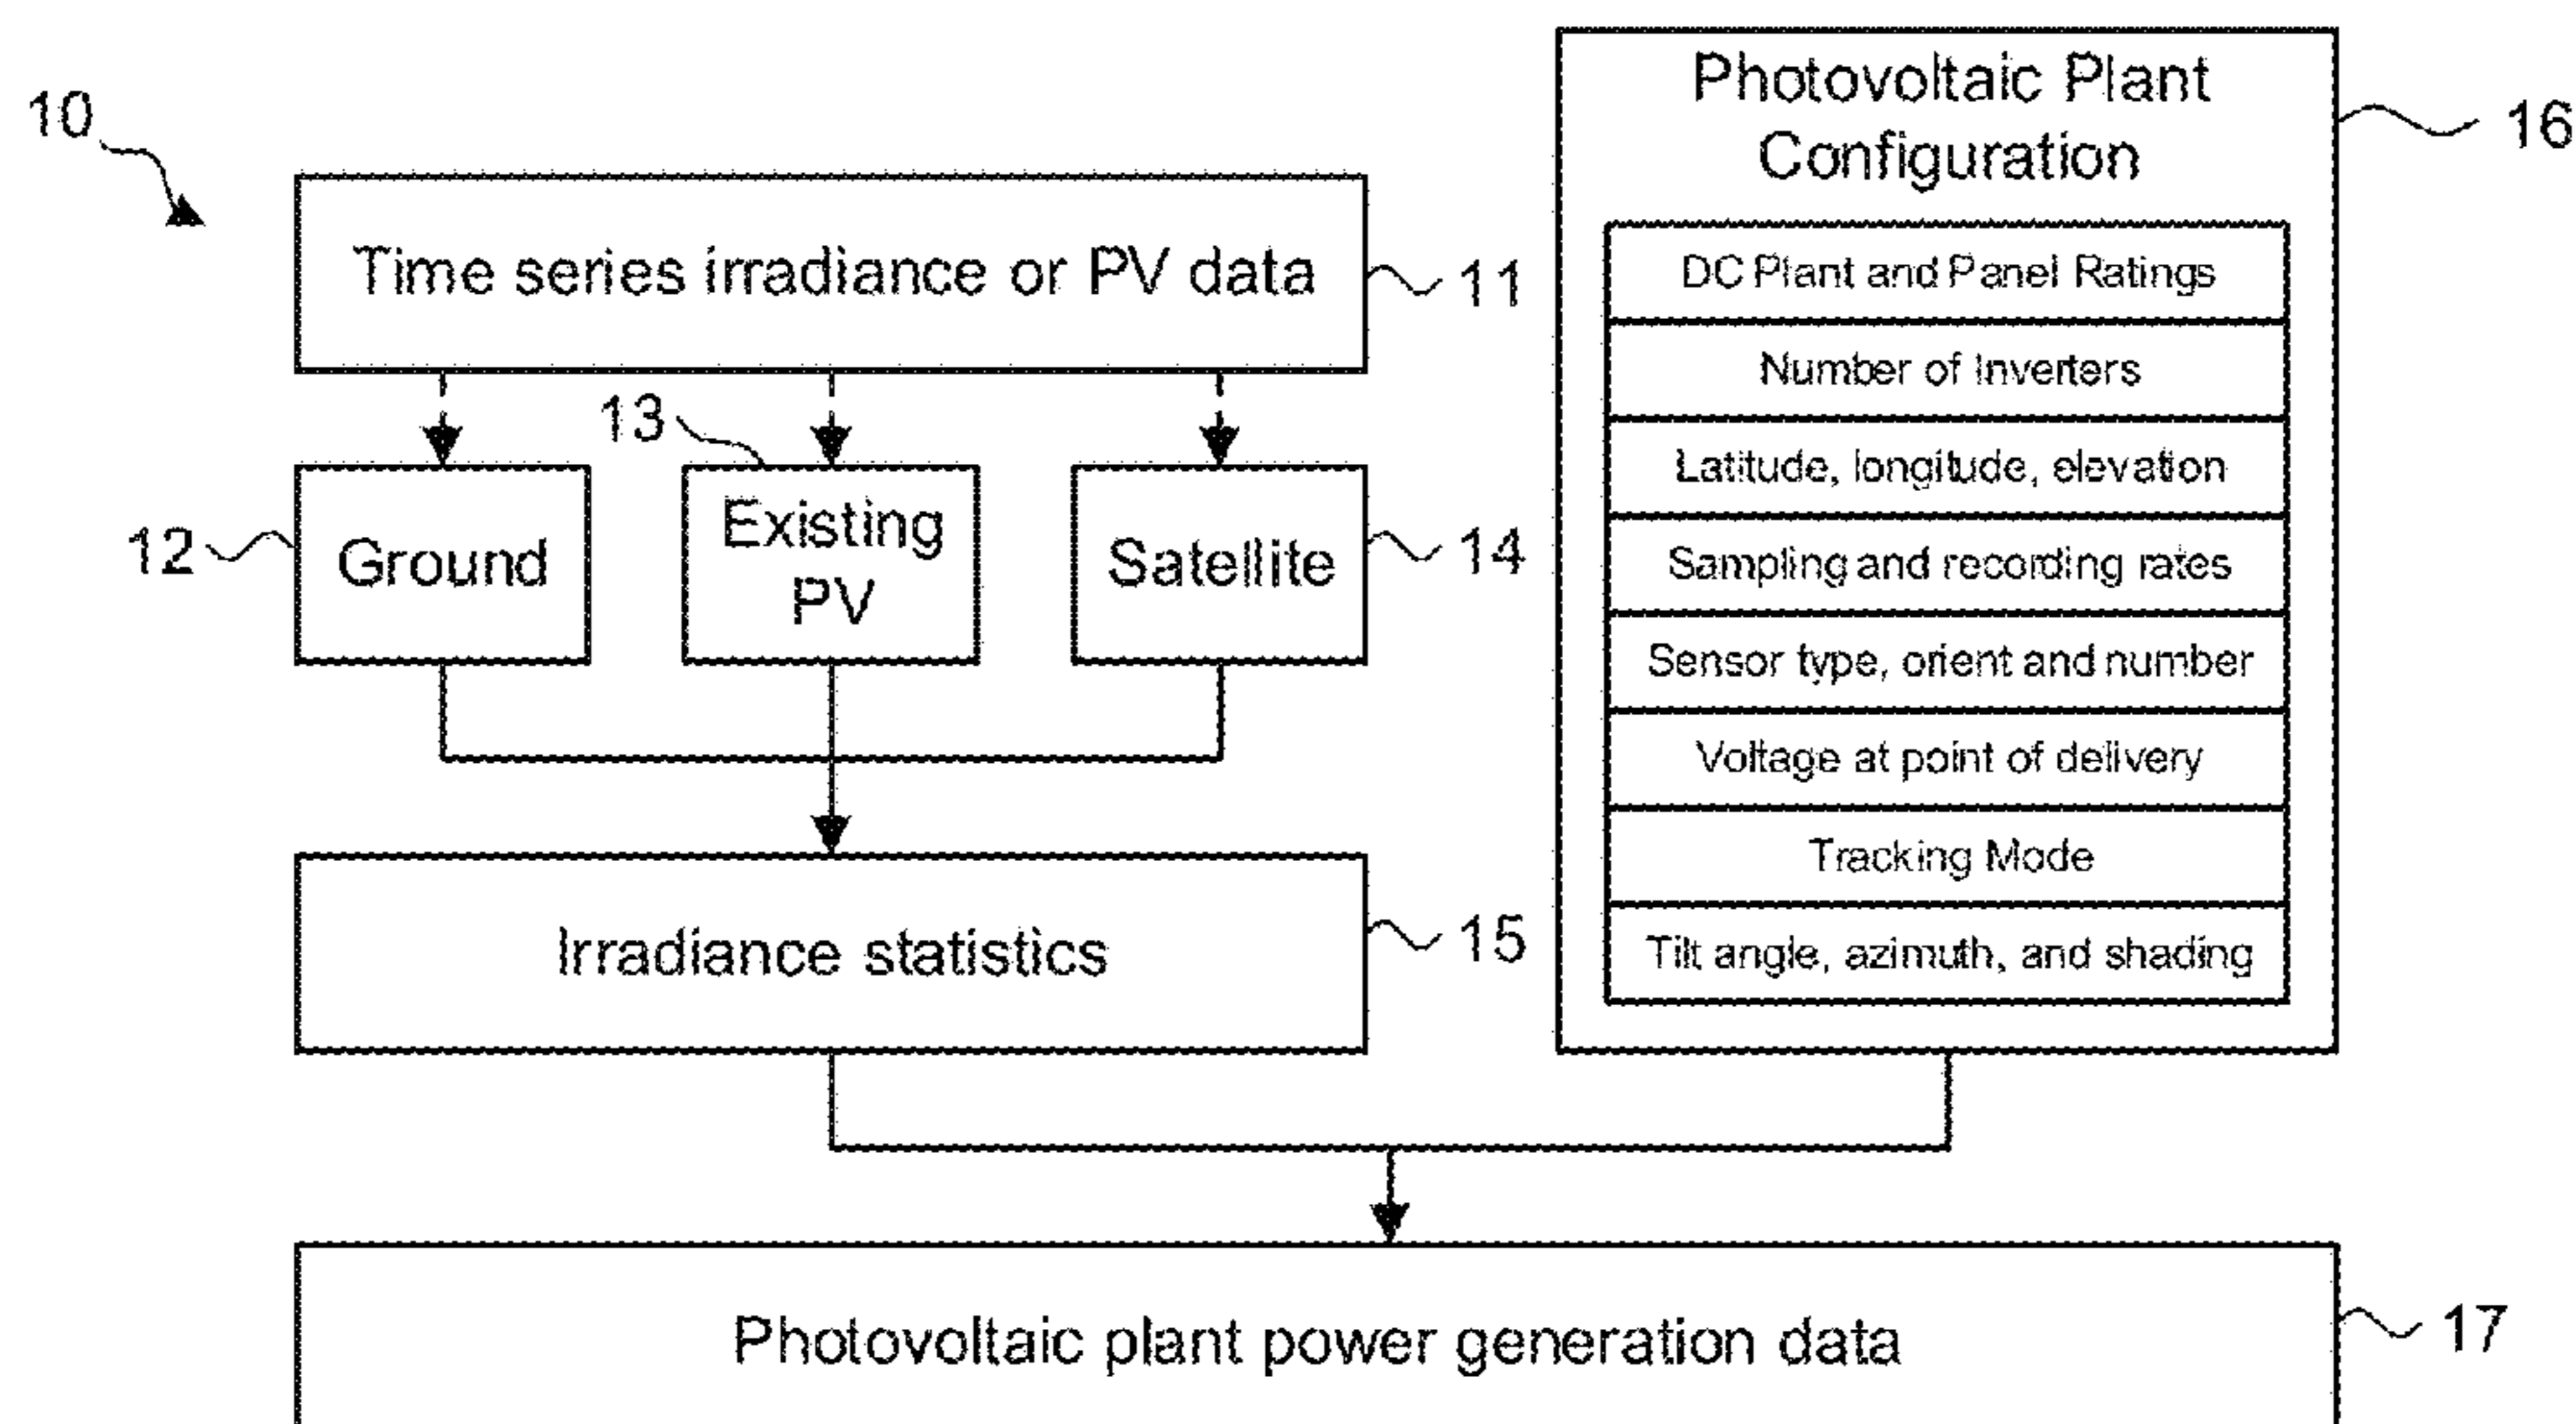 10
Time series irradiance or PV data
11
12
Ground
13
Existing
PV
Satellite
14
Irradiance statistics
15
Photovoltaic Plant
Configuration
16
DC Plant and Panel Ratings
Number of Inverters
Latitude, longitude, elevation
Sampling and recording rates
Sensor type, orient and number
Voltage at point of delivery
Tracking Mode
Tilt angle, azimuth, and shading
Photovoltaic plant power generation data
17